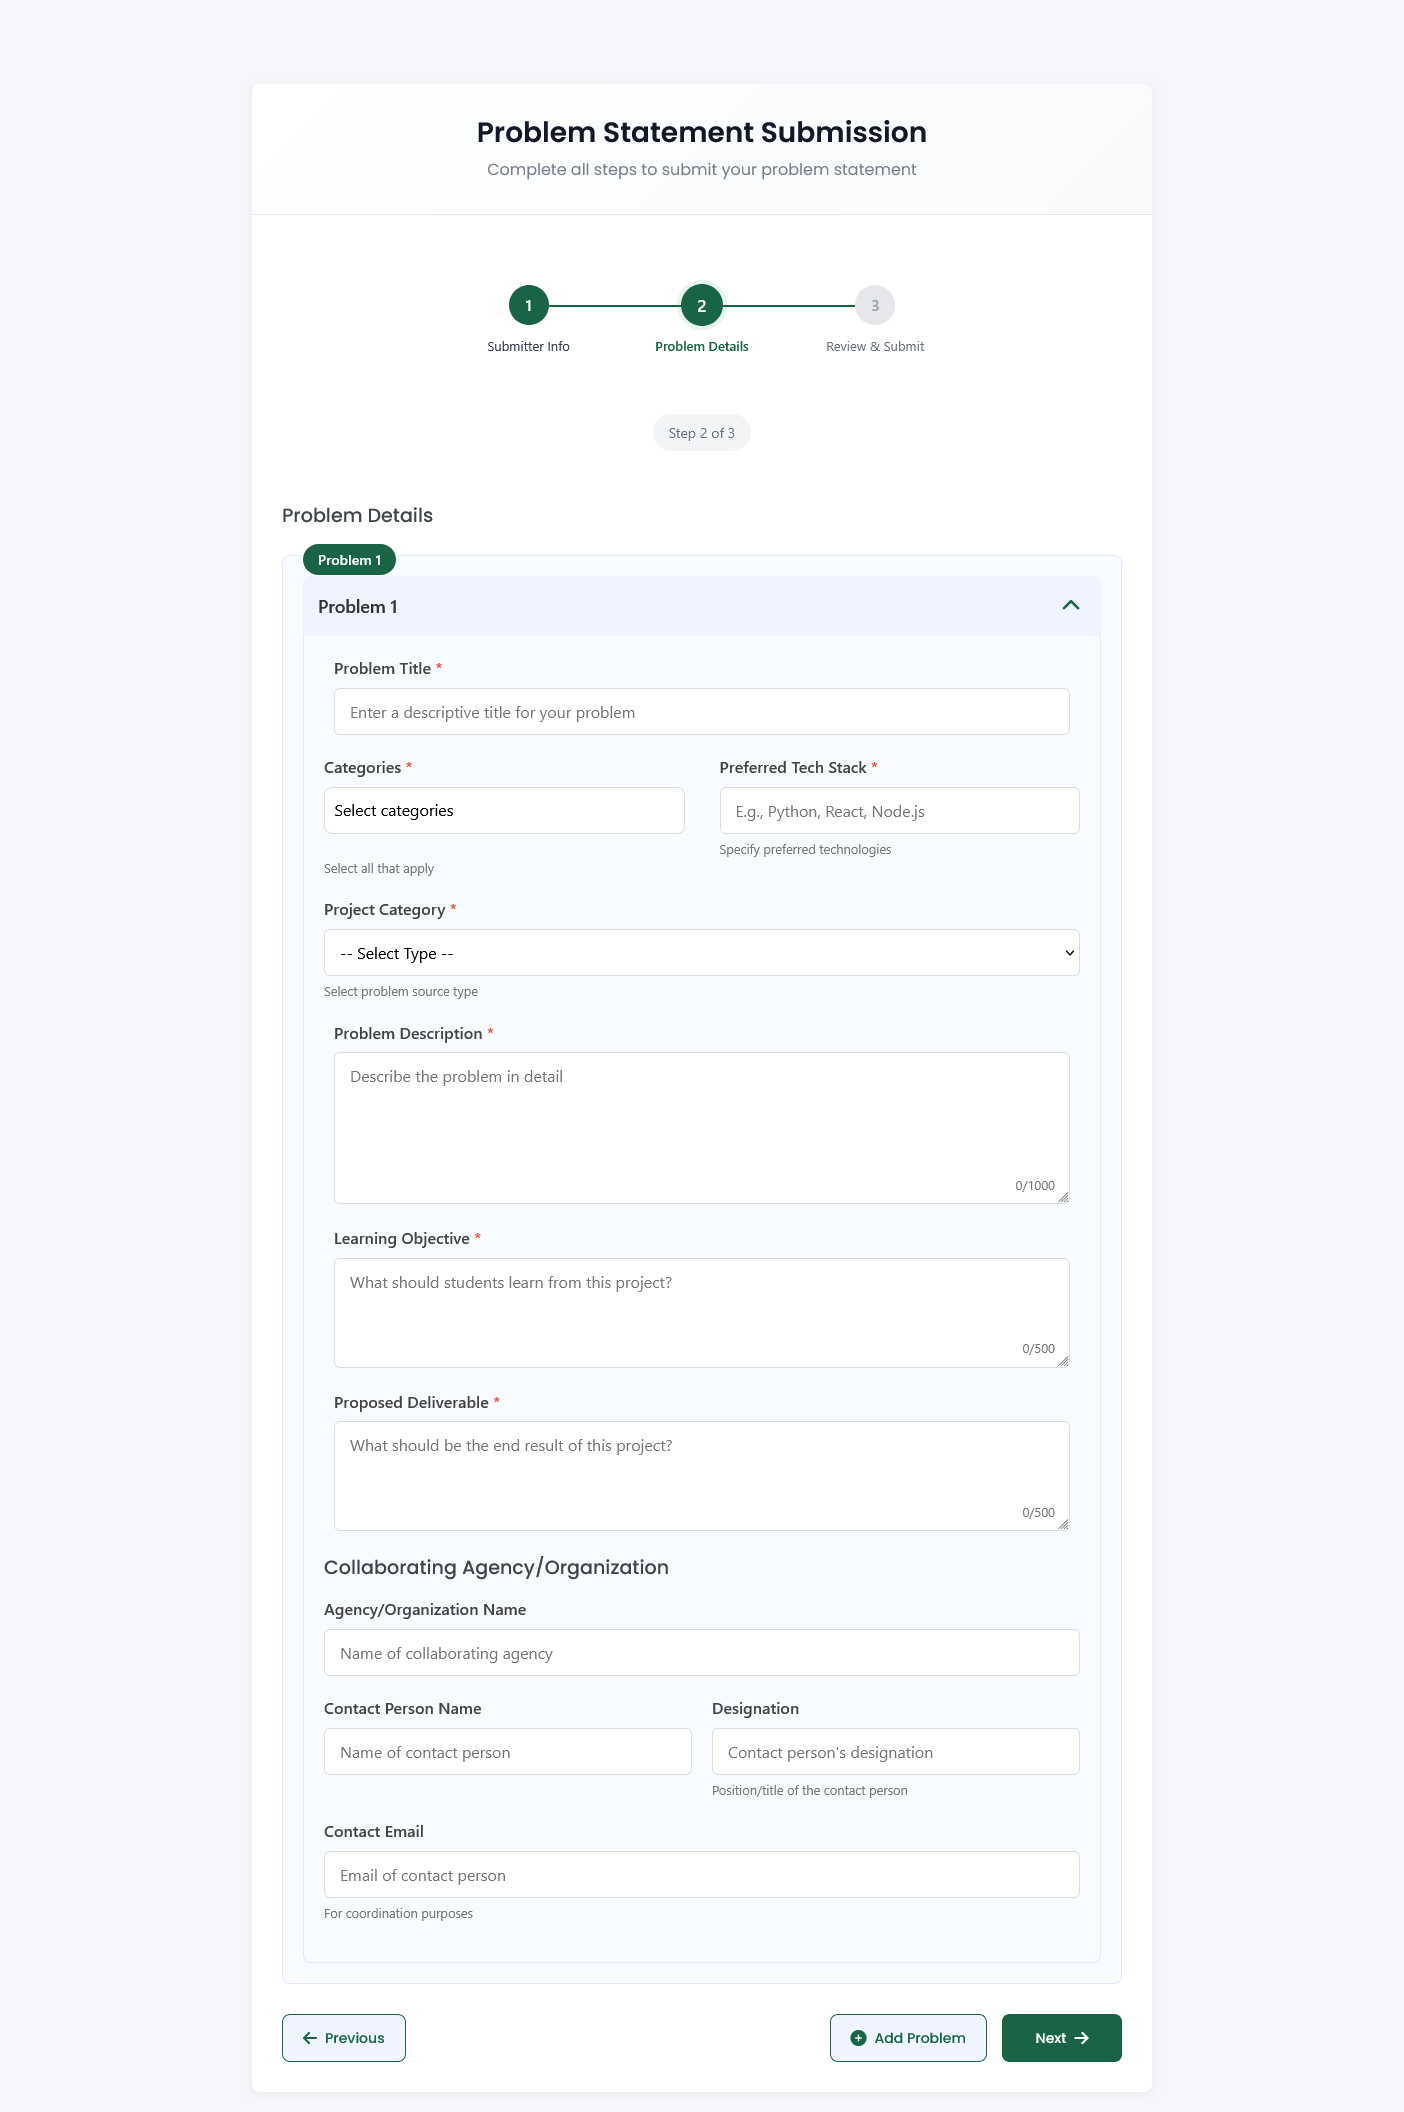 Problem Statement Submission
Complete all steps to submit your problem statement
1
2
3
Submitter Info
Problem Details
Review & Submit
Step 2 of 3
Problem Details
Problem 1
Problem 1
Problem Title *
Enter a descriptive title for your problem
Categories *
Select categories
Select all that apply
Preferred Tech Stack *
E.g., Python, React, Node.js
Specify preferred technologies
Project Category *
-- Select Type --
Select problem source type
Problem Description *
Describe the problem in detail
0/1000
Learning Objective *
What should students learn from this project?
0/500
Proposed Deliverable *
What should be the end result of this project?
0/500
Collaborating Agency/Organization
Agency/Organization Name
Name of collaborating agency
Contact Person Name
Name of contact person
Designation
Contact person's designation
Position/title of the contact person
Contact Email
Email of contact person
For coordination purposes
Previous
Add Problem
Next